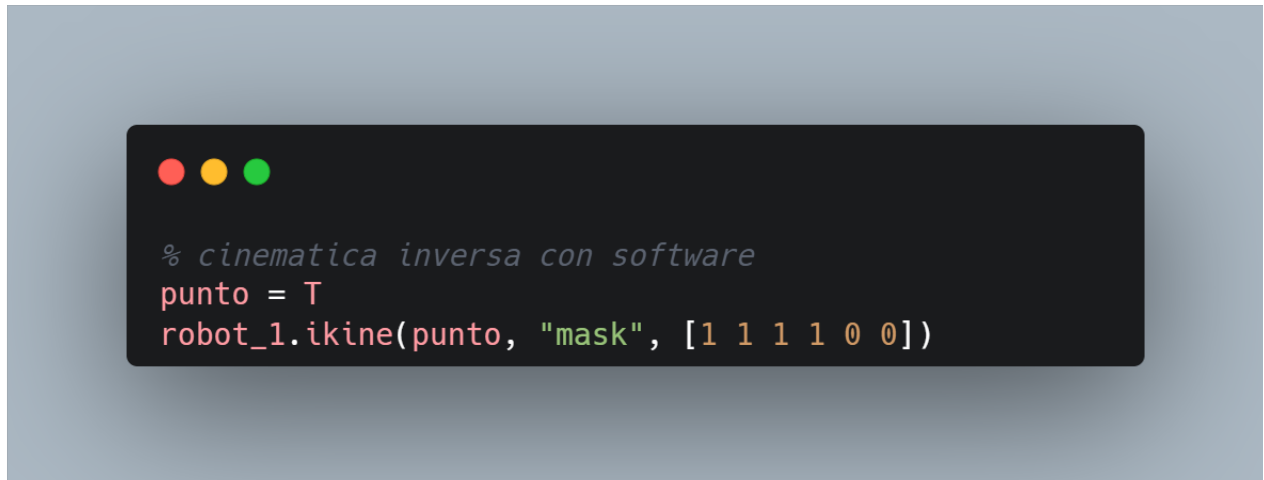 % cinematica inversa con software
punto = T
robot_1.ikine(punto, "mask", [1 1 1 1 0 0])